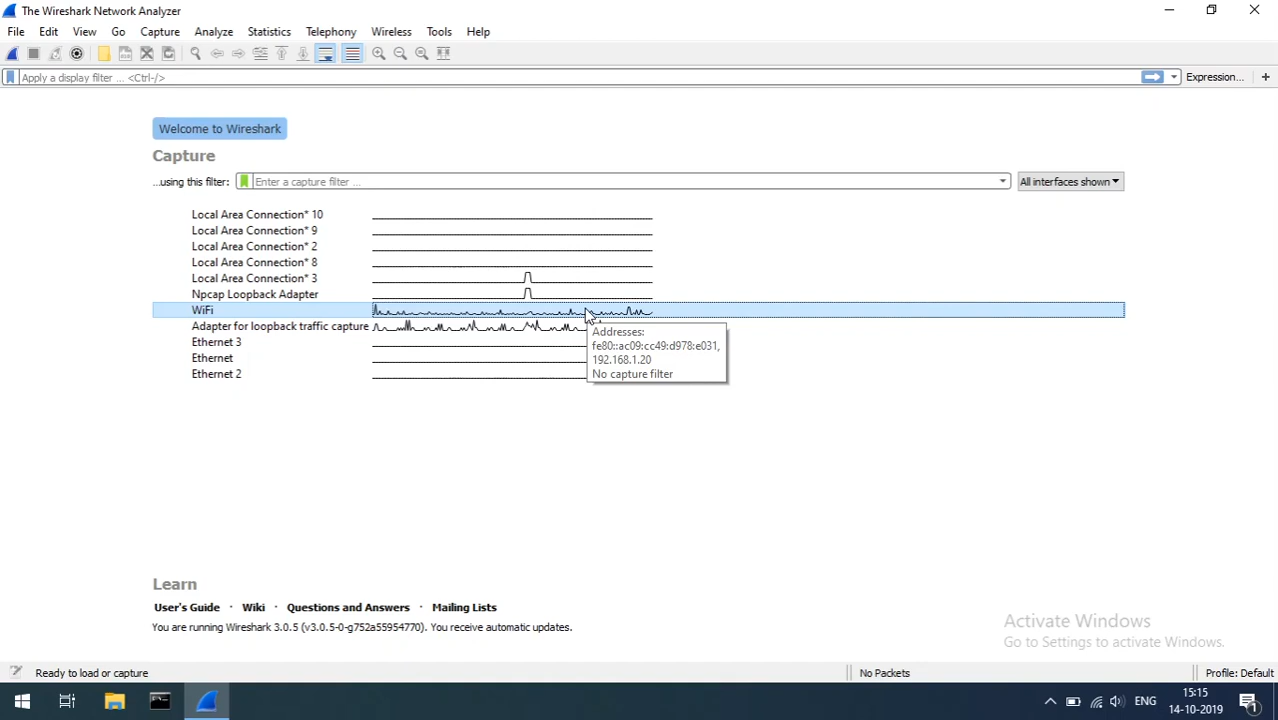 The Wireshark Network Analyzer
File Edit View Go Capture Analyze Statistics Telephony Wireless Tools Help
Apply a display filter ... <Ctrl-/>
Expression... +
Welcome to Wireshark
Capture
...using this filter: Enter a capture filter ... All interfaces shown
Local Area Connection* 10
Local Area Connection* 9
Local Area Connection* 2
Local Area Connection* 8
Local Area Connection* 3
Npcap Loopback Adapter
WiFi
Adapter for loopback traffic capture
Ethernet 3
Ethernet
Ethernet 2
Addresses:
fe80::ac09:cc49:d978:e031,
192.168.1.20
No capture filter
Learn
User's Guide · Wiki · Questions and Answers · Mailing Lists
You are running Wireshark 3.0.5 (v3.0.5-0-g752a55954770). You receive automatic updates.
Activate Windows
Go to Settings to activate Windows.
Ready to load or capture
No Packets
Profile: Default
ENG
15:15
14-10-2019
1